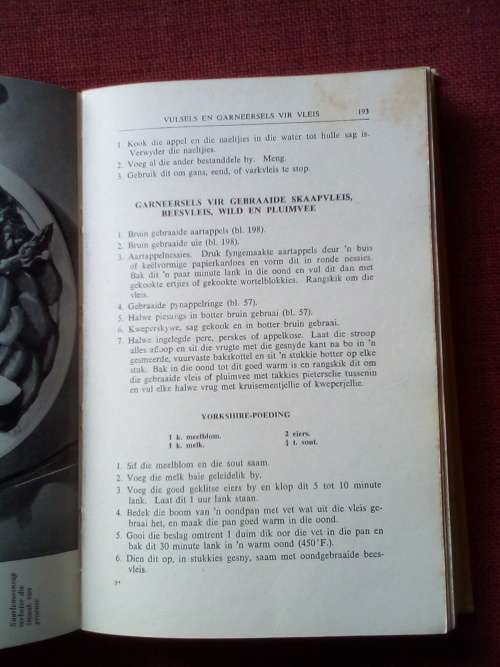 VULSELS EN GARNEERSELS VIR VLEIS 193
1. Kook die appel en die naeltjies in die water tot hulle sag is.
Verwyder die naeltjies.
2. Voeg al die ander bestanddele by. Meng.
3. Gebruik dit om gans, eend, of varkvleis te stop.
GARNEERSELS VIR GEBRAAIDE SKAAPVLEIS,
BEESVLEIS, WILD EN PLUIMVEE
1. Bruin gebraaide aartappels (bl. 198).
2. Bruin gebraaide uie (bl. 198).
3. Aartappelnessies. Druk fyngemaakte aartappels deur 'n buis
of keëlvormige papierkardoes en vorm dit in ronde nessies.
Bak dit 'n paar minute lank in die oond en vul dit dan met
gekookte ertjies of gekookte wortelblokkies. Rangskik om die
vleis.
4. Gebraaide pynappelringe (bl. 57).
5. Halwe piesangs in botter bruin gebraai (bl. 57).
6. Kweperskywe, sag gekook en in botter bruin gebraai.
7. Halwe ingelegde pere, perskes of appelkose. Laat die stroop
alles afloop en sit die vrugte met die gesnyde kant na bo in 'n
gesmeerde, vuurvaste bakskottel en sit 'n stukkie botter op elke
stuk. Bak in die oond tot dit goed warm is en rangskik dit om
die gebraaide vleis of pluimvee met takkies pietersielie tussenin
en vul elke halwe vrug met kruisementjellie of kweperjellie.
YORKSHIRE-POEDING
1 k. meelblom. 2 eiers.
1 k. melk. t. sout.
1. Sif die meelblom en die sout saam.
2. Voeg die melk baie geleidelik by.
3. Voeg die goed geklitste eiers by en klop dit 5 tot 10 minute
lank. Laat dit 1 uur lank staan.
4. Bedek die boom van 'n oondpan met vet wat uit die vleis ge-
braai het, en maak die pan goed warm in die oond.
5. Gooi die beslag omtrent 1 duim dik oor die vet in die pan en
bak dit 30 minute lank in 'n warm oond (450°F.).
6. Dien dit op, in stukkies gesny, saam met oondgebraaide bees-
vleis.